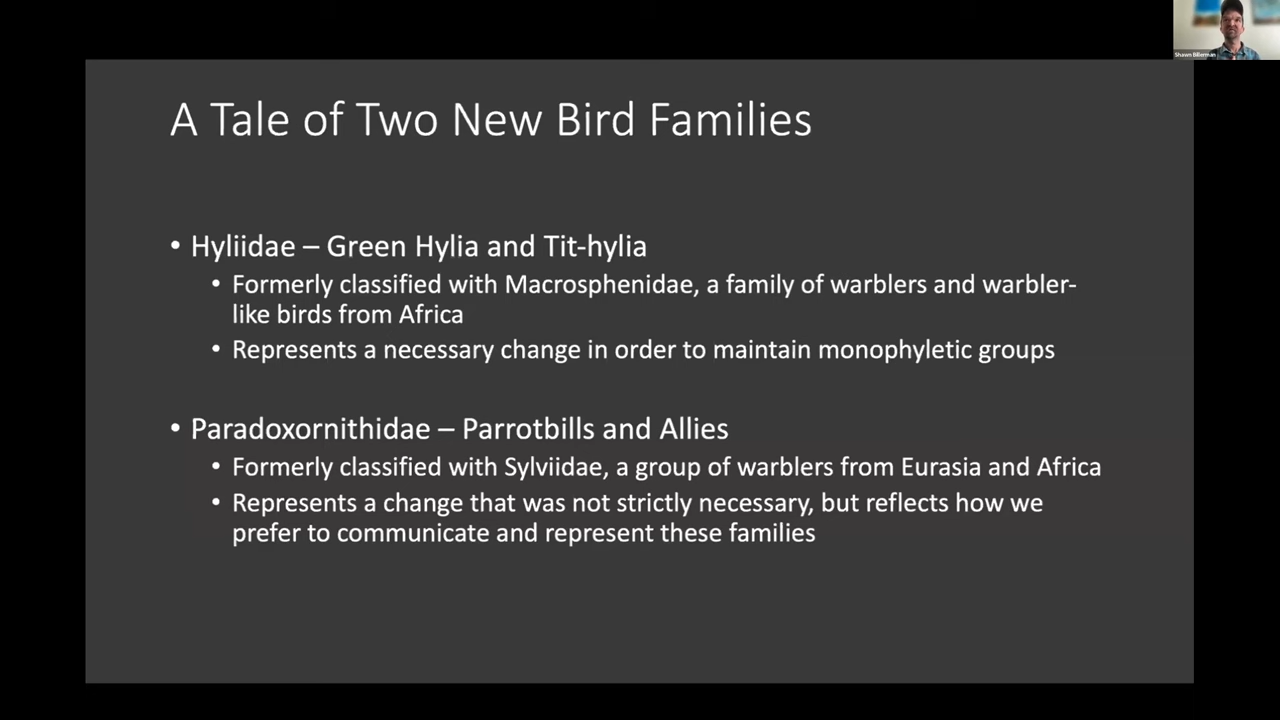 Shawn Billerman
A Tale of Two New Bird Families
• Hyliidae – Green Hylia and Tit-hylia
• Formerly classified with Macrosphenidae, a family of warblers and warbler-
like birds from Africa
• Represents a necessary change in order to maintain monophyletic groups
• Paradoxornithidae – Parrotbills and Allies
• Formerly classified with Sylviidae, a group of warblers from Eurasia and Africa
• Represents a change that was not strictly necessary, but reflects how we
prefer to communicate and represent these families